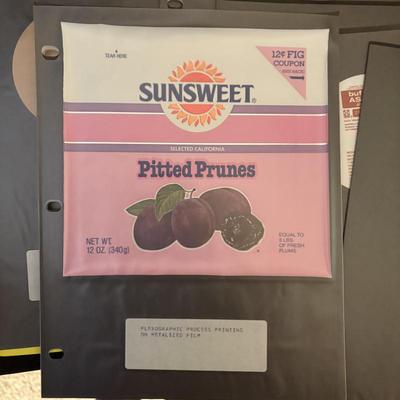 TEAR HERE
12¢ FIG
COUPON
SUNSWEET®
SELECTED CALIFORNIA
Pitted Prunes
NET WT.
12 OZ. (340g)
EQUAL TO
3 LBS.
OF FRESH
PLUMS
FLEXOGRAPHIC PROCESS PRINTING
ON METALIZED FILM